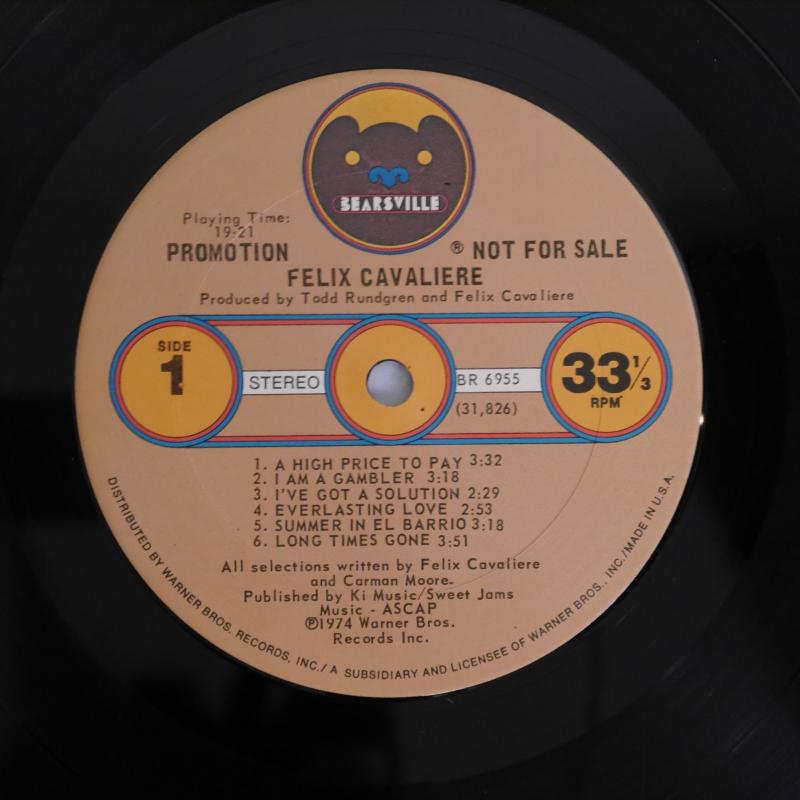 BEARSVILLE
Playing Time:
19:21
PROMOTION ® NOT FOR SALE
FELIX CAVALIERE
Produced by Todd Rundgren and Felix Cavaliere
SIDE
1
STEREO
BR 6955
(31,826)
33 1/3
RPM
1. A HIGH PRICE TO PAY 3:32
2. I AM A GAMBLER 3:18
3. I'VE GOT A SOLUTION 2:29
4. EVERLASTING LOVE 2:53
5. SUMMER IN EL BARRIO 3:18
6. LONG TIMES GONE 3:51
All selections written by Felix Cavaliere
and Carman Moore.
Published by Ki Music/Sweet Jams
Music - ASCAP
℗1974 Warner Bros.
Records Inc.
DISTRIBUTED BY WARNER BROS. RECORDS, INC./ A SUBSIDIARY AND LICENSEE OF WARNER BROS., INC./MADE IN U.S.A.